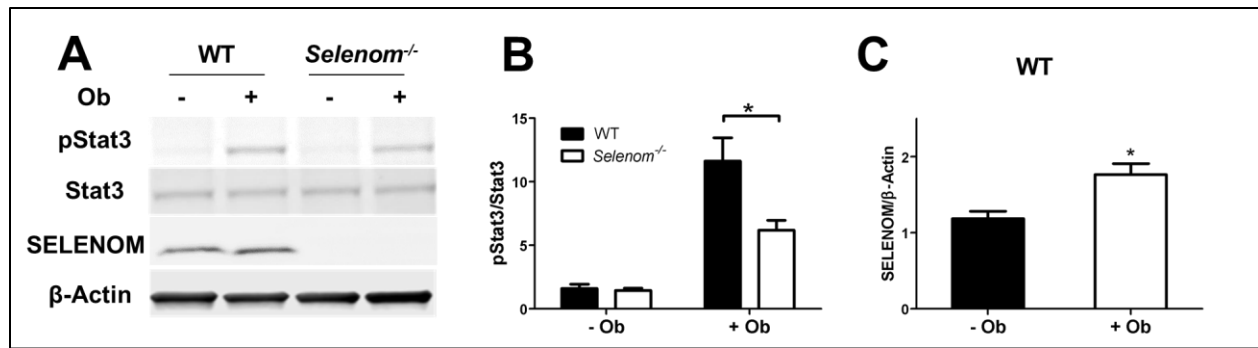 A
WT Selenom-/-
Ob - + - +
pStat3
Stat3
SELENOM
β-Actin
B
*
15
10
5
0
pStat3/Stat3
WT
Selenom-/-
- Ob + Ob
C
WT
*
2
1
0
SELENOM/β-Actin
- Ob + Ob